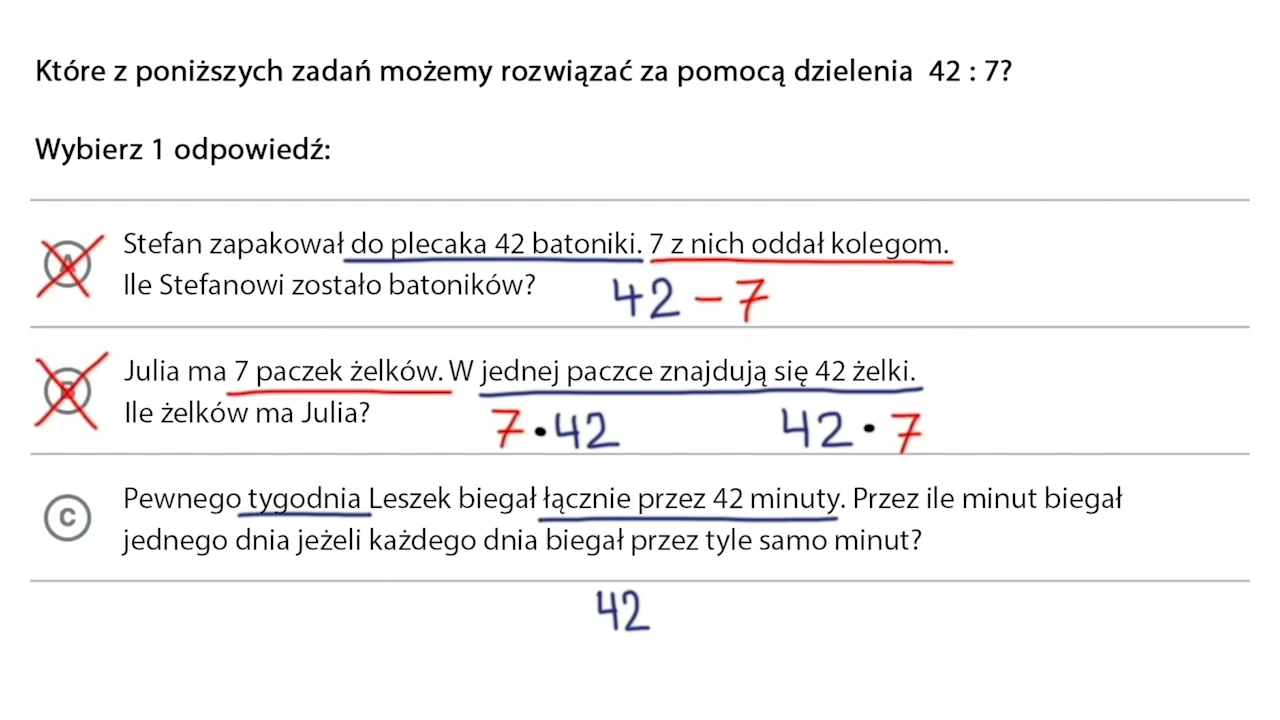 Które z poniższych zadań możemy rozwiązać za pomocą dzielenia 42 : 7?
Wybierz 1 odpowiedź:
A
Stefan zapakował do plecaka 42 batoniki. 7 z nich oddał kolegom.
Ile Stefanowi zostało batoników?
42 – 7
B
Julia ma 7 paczek żelków. W jednej paczce znajdują się 42 żelki.
Ile żelków ma Julia?
7 · 42 42 · 7
C
Pewnego tygodnia Leszek biegał łącznie przez 42 minuty. Przez ile minut biegał
jednego dnia jeżeli każdego dnia biegał przez tyle samo minut?
42